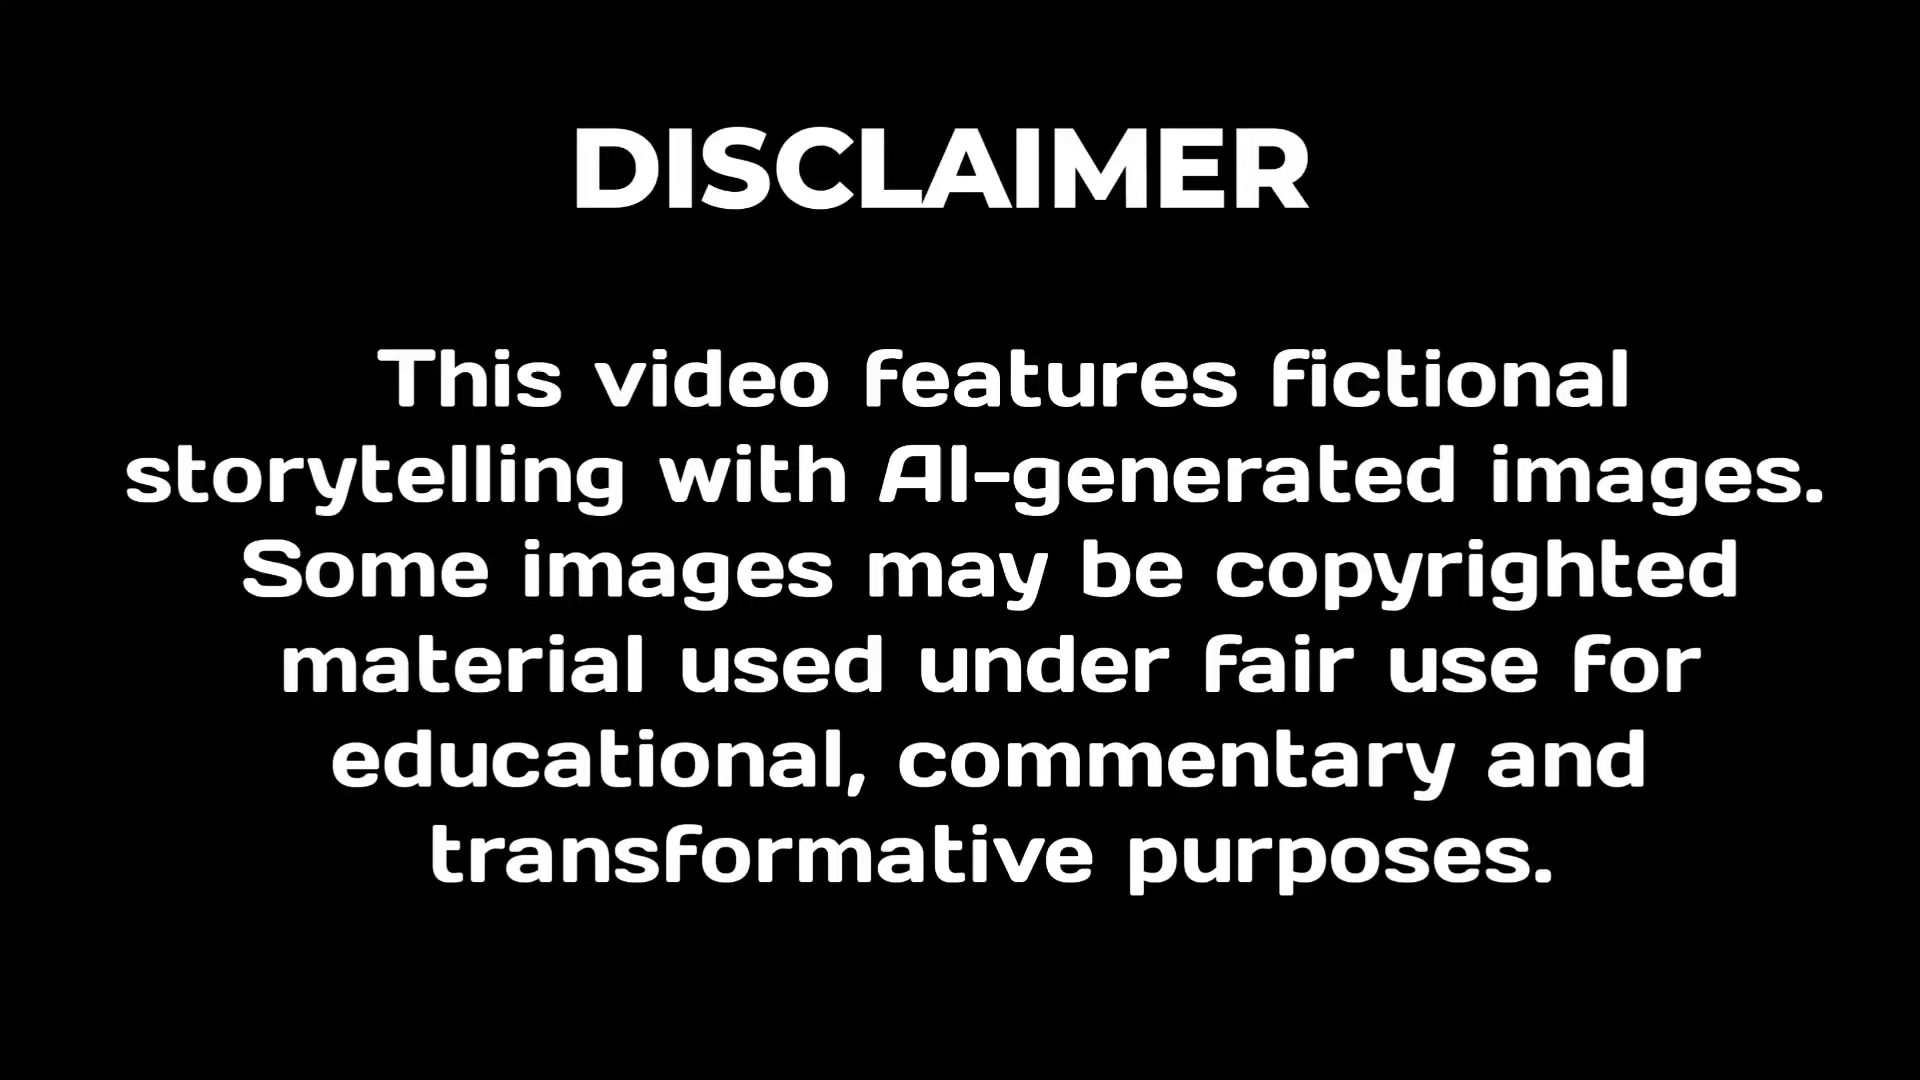 DISCLAIMER
This video features fictional
storytelling with AI-generated images.
Some images may be copyrighted
material used under fair use for
educational, commentary and
transformative purposes.